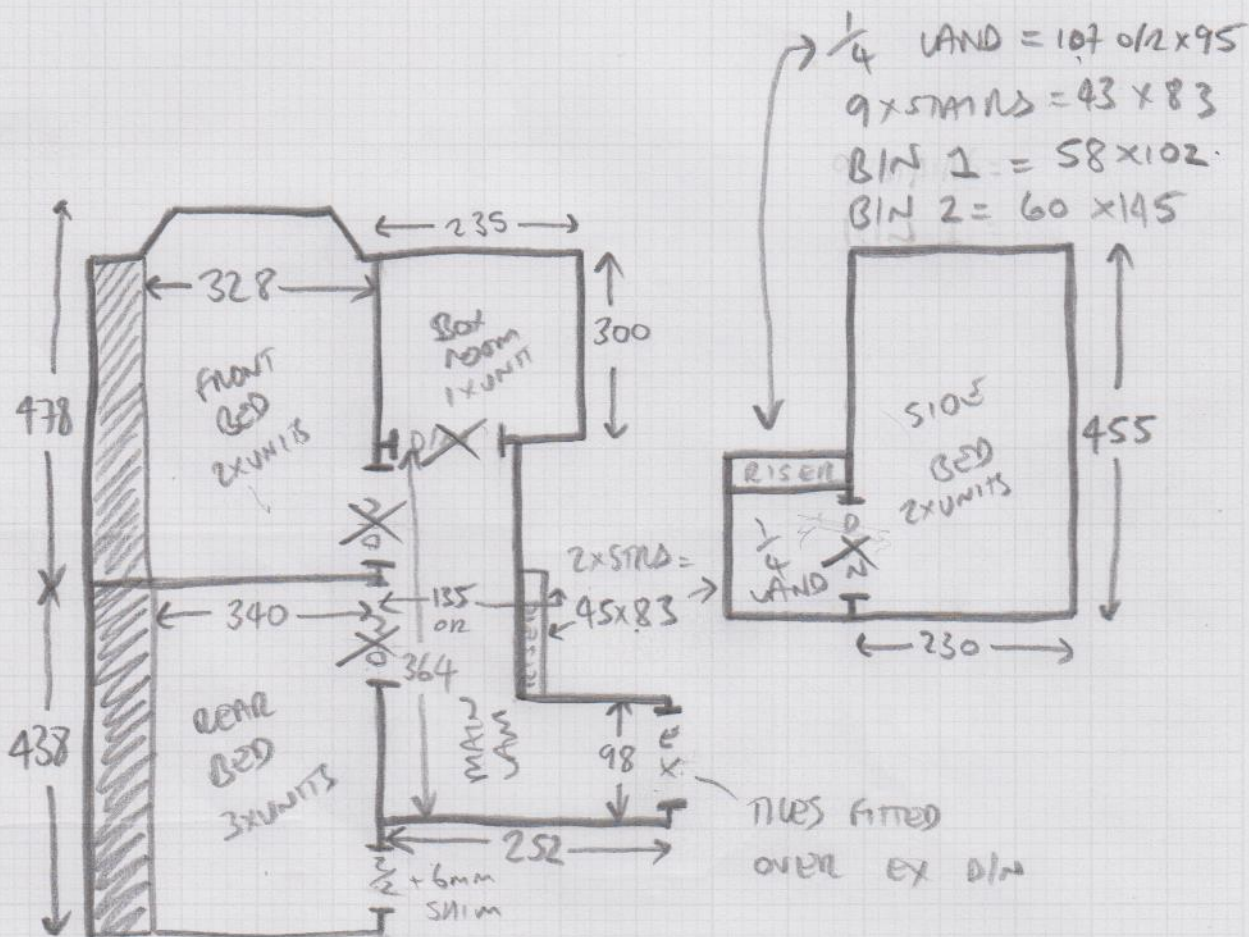 1/4 LAND = 107 O/R x 95
9 x STAIRS = 43 x 83
BIN 1 = 58 x 102
BIN 2 = 60 x 145
235
328
300
BOX
ROOM
1 x UNIT
FRONT
BED
2 x UNITS
478
SIDE
BED
2 x UNITS
455
RISER
1/4
LAND
2 x STRS =
45 x 83
135
OR
340
364
RISER
230
REAR
BED
3 x UNITS
438
98
EX
252
TILES FITTED
OVER EX D/N
2/2 + 6mm
SHIM